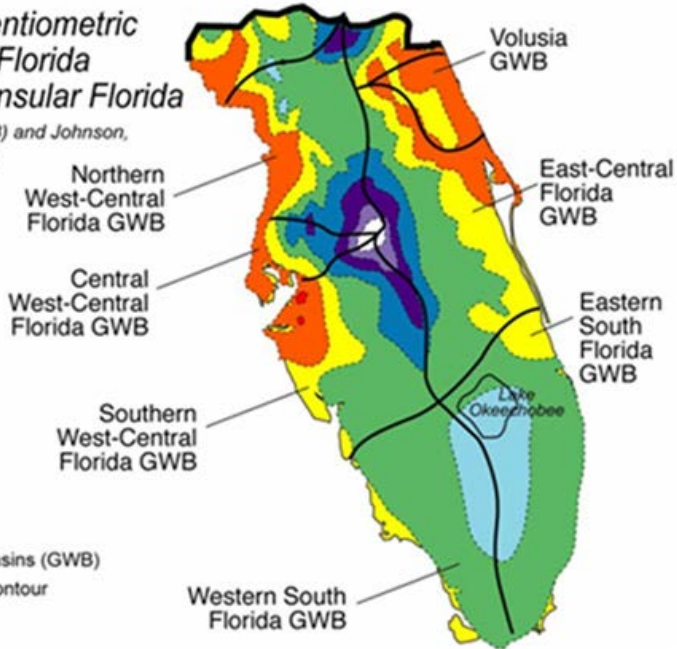 entiometric
Florida
nsular Florida
) and Johnson,
Volusia
GWB
Northern
West-Central
Florida GWB
East-Central
Florida
GWB
Central
West-Central
Florida GWB
Eastern
South
Florida
GWB
Lake
Okeechobee
Southern
West-Central
Florida GWB
sins (GWB)
ontour
Western South
Florida GWB